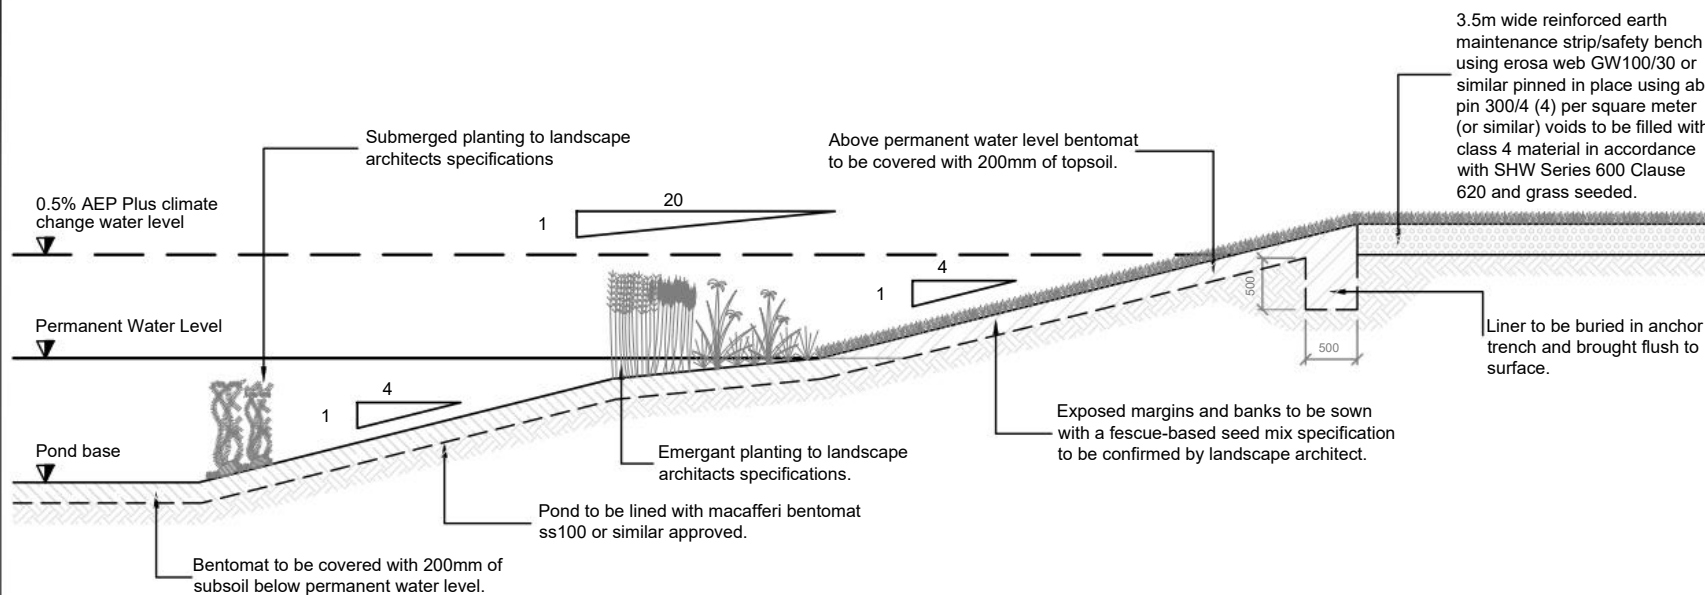 3.5m wide reinforced earth
maintenance strip/safety bench
using erosa web GW100/30 or
similar pinned in place using ab
pin 300/4 (4) per square meter
(or similar) voids to be filled with
class 4 material in accordance
with SHW Series 600 Clause
620 and grass seeded.
Submerged planting to landscape
architects specifications
Above permanent water level bentomat
to be covered with 200mm of topsoil.
0.5% AEP Plus climate
change water level
20
1
4
1
500
Permanent Water Level
Liner to be buried in anchor
trench and brought flush to
surface.
500
4
1
Exposed margins and banks to be sown
with a fescue-based seed mix specification
to be confirmed by landscape architect.
Pond base
Emergant planting to landscape
architacts specifications.
Pond to be lined with macafferi bentomat
ss100 or similar approved.
Bentomat to be covered with 200mm of
subsoil below permanent water level.